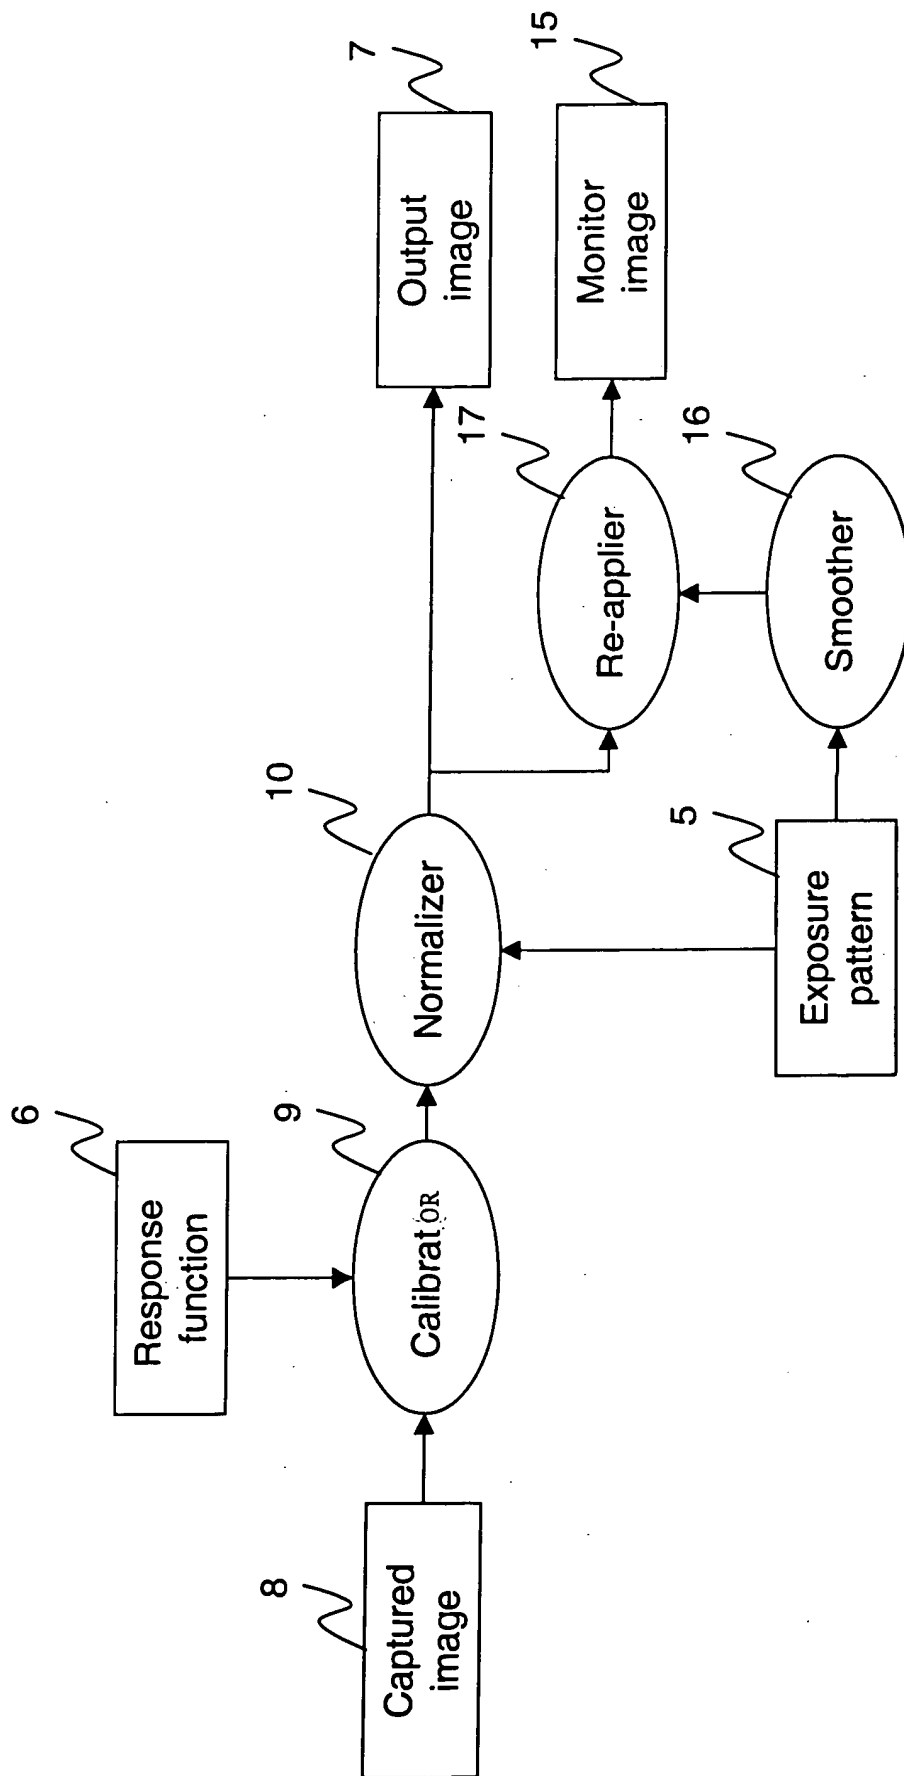 6
Response
function
8
Captured
image
9
CalibratOR
10
Normalizer
5
Exposure
pattern
17
Re-applier
16
Smoother
7
Output
image
15
Monitor
image